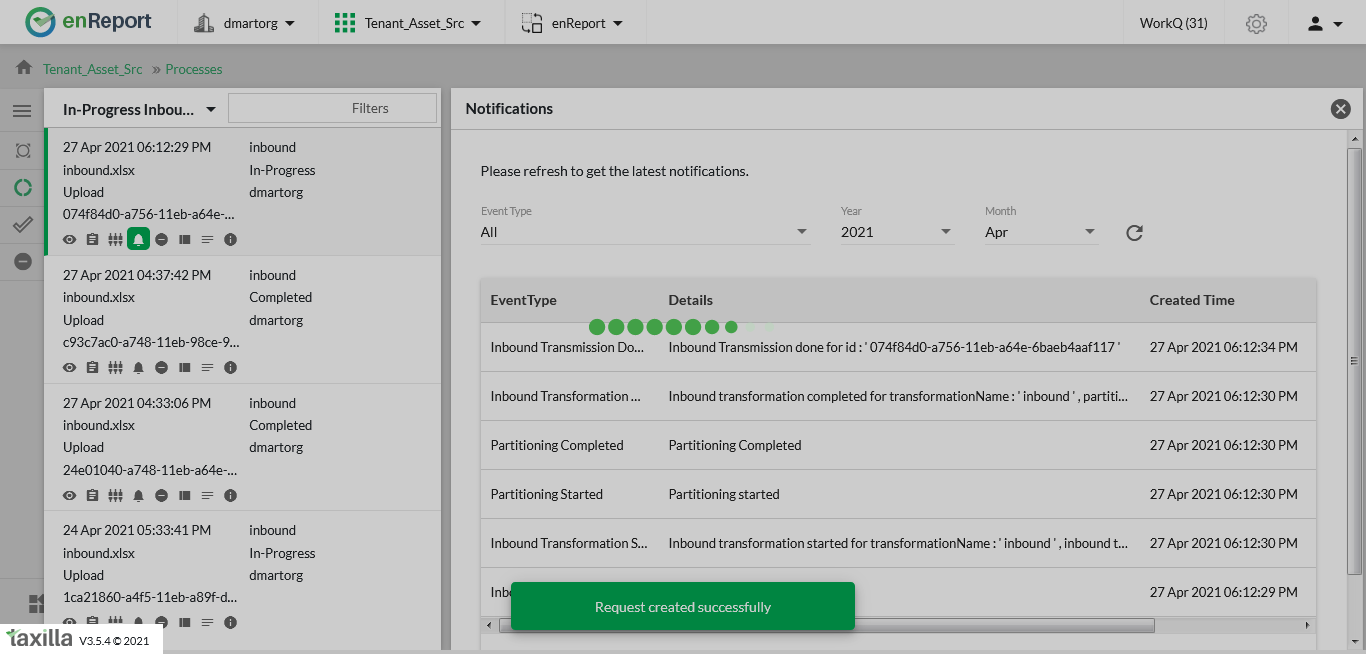 enReport dmartorg Tenant_Asset_Src enReport WorkQ (31)
Tenant_Asset_Src » Processes
In-Progress Inbou... Filters
27 Apr 2021 06:12:29 PM inbound
inbound.xlsx In-Progress
Upload dmartorg
074f84d0-a756-11eb-a64e-...
27 Apr 2021 04:37:42 PM inbound
inbound.xlsx Completed
Upload dmartorg
c93c7ac0-a748-11eb-98ce-9...
27 Apr 2021 04:33:06 PM inbound
inbound.xlsx Completed
Upload dmartorg
24e01040-a748-11eb-a64e-...
24 Apr 2021 05:33:41 PM inbound
inbound.xlsx In-Progress
Upload dmartorg
1ca21860-a4f5-11eb-a89f-d...
Notifications
Please refresh to get the latest notifications.
Event Type Year Month
All 2021 Apr
EventType Details Created Time
Inbound Transmission Do... Inbound Transmission done for id : ' 074f84d0-a756-11eb-a64e-6baeb4aaf117 ' 27 Apr 2021 06:12:34 PM
Inbound Transformation ... Inbound transformation completed for transformationName : ' inbound ' , partiti... 27 Apr 2021 06:12:30 PM
Partitioning Completed Partitioning Completed 27 Apr 2021 06:12:30 PM
Partitioning Started Partitioning started 27 Apr 2021 06:12:30 PM
Inbound Transformation S... Inbound transformation started for transformationName : ' inbound ' , inbound t... 27 Apr 2021 06:12:30 PM
27 Apr 2021 06:12:29 PM
Request created successfully
taxilla V3.5.4 © 2021